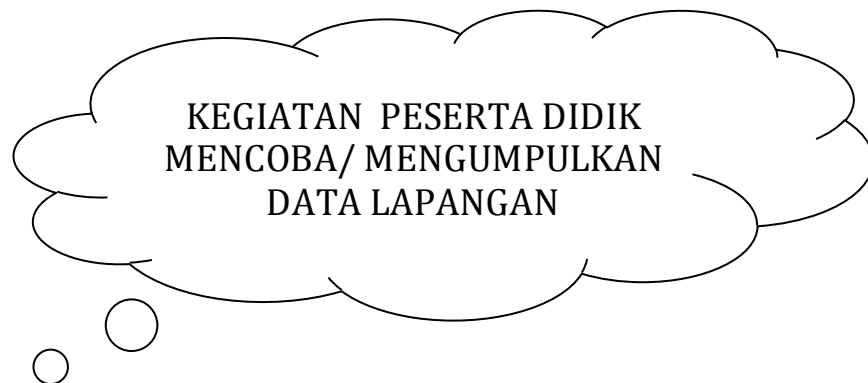 KEGIATAN  PESERTA DIDIK
MENCOBA/ MENGUMPULKAN
DATA LAPANGAN